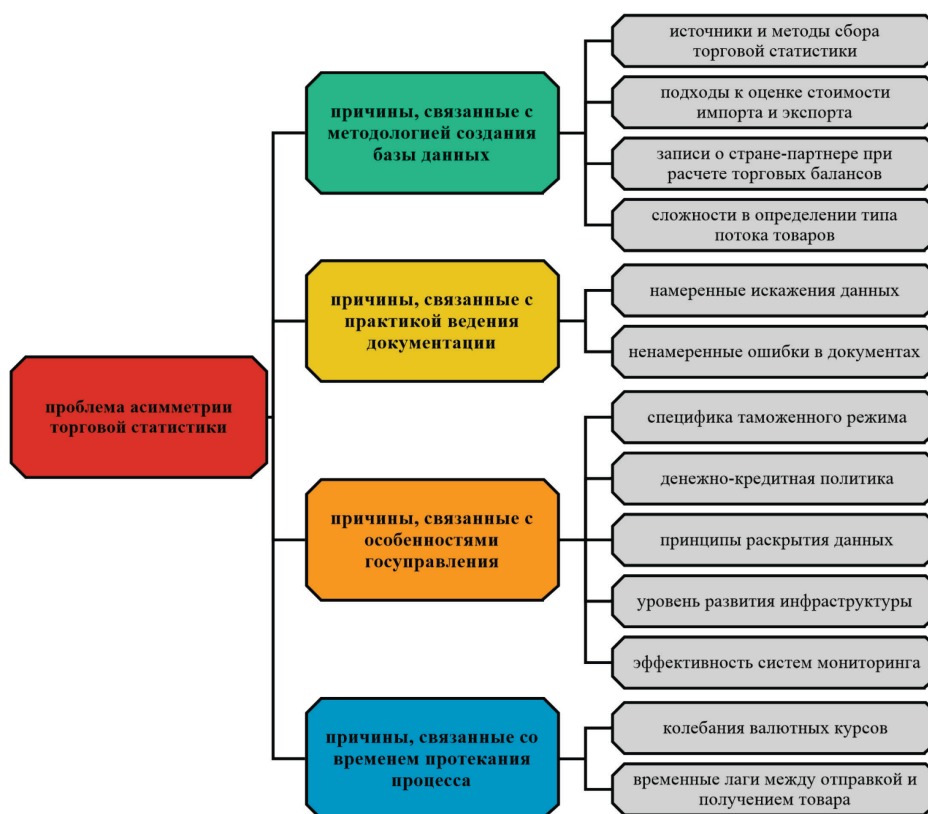 проблема асимметрии
торговой статистики
причины, связанные с
методологией создания
базы данных
источники и методы сбора
торговой статистики
подходы к оценке стоимости
импорта и экспорта
записи о стране-партнере при
расчете торговых балансов
сложности в определении типа
потока товаров
причины, связанные с
практикой ведения
документации
намеренные искажения данных
ненамеренные ошибки в документах
причины, связанные с
особенностями
госуправления
специфика таможенного режима
денежно-кредитная политика
принципы раскрытия данных
уровень развития инфраструктуры
эффективность систем мониторинга
причины, связанные со
временем протекания
процесса
колебания валютных курсов
временные лаги между отправкой и
получением товара